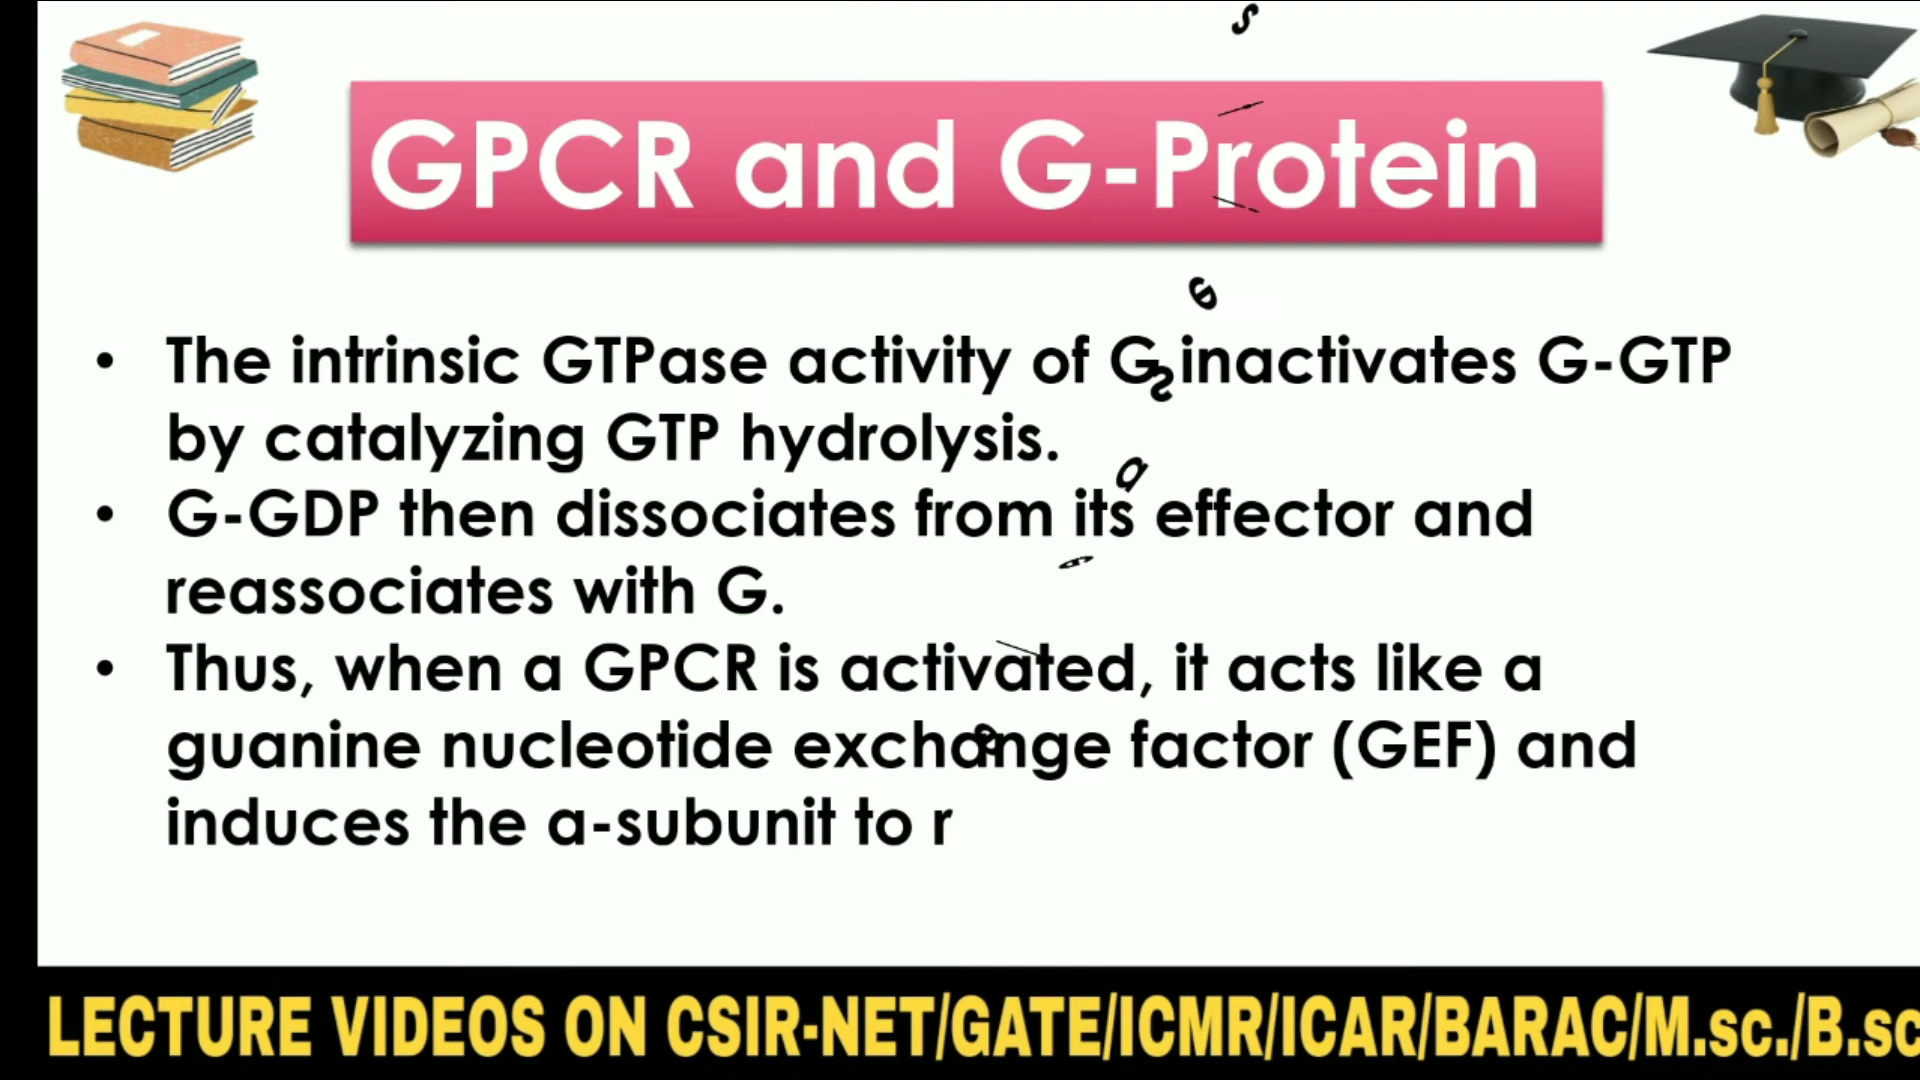 GPCR and G-Protein
• The intrinsic GTPase activity of G inactivates G-GTP
by catalyzing GTP hydrolysis.
• G-GDP then dissociates from its effector and
reassociates with G.
• Thus, when a GPCR is activated, it acts like a
guanine nucleotide exchange factor (GEF) and
induces the a-subunit to r
LECTURE VIDEOS ON CSIR-NET/GATE/ICMR/ICAR/BARAC/M.sc./B.sc